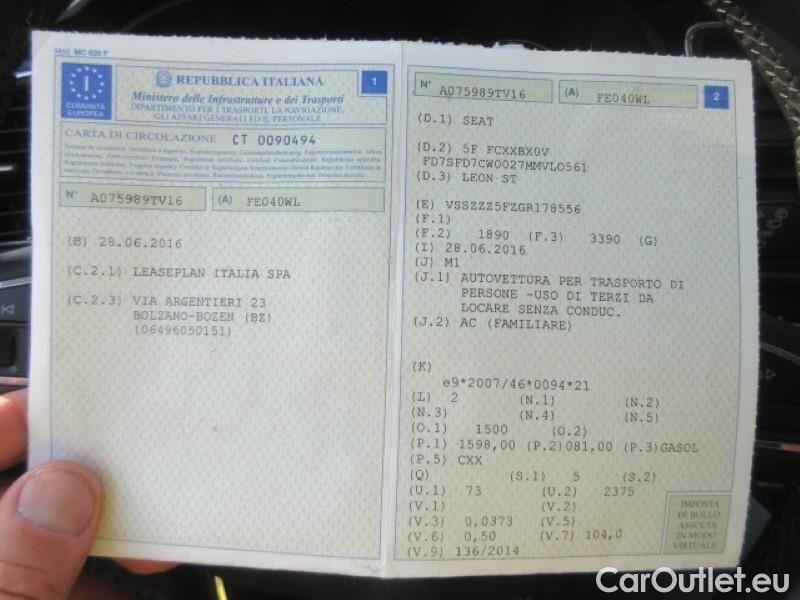 Mod. MC 820 F
I
COMUNITÀ
EUROPEA
REPUBBLICA ITALIANA
1
Ministero delle Infrastrutture e dei Trasporti
DIPARTIMENTO PER I TRASPORTI, LA NAVIGAZIONE,
GLI AFFARI GENERALI ED IL PERSONALE
CARTA DI CIRCOLAZIONE CT 0090494
N° A075989TV16 (A) FE040WL
(B) 28.06.2016
(C.2.1) LEASEPLAN ITALIA SPA
(C.2.3) VIA ARGENTIERI 23
BOLZANO-BOZEN (BZ)
(06496050151)
N° A075989TV16 (A) FE040WL 2
(D.1) SEAT
(D.2) 5F FCXXBX0V
FD7SFD7CW0027MMVLO561
(D.3) LEON ST
(E) VSSZZZ5FZGR178556
(F.1)
(F.2) 1890 (F.3) 3390 (G)
(I) 28.06.2016
(J) M1
(J.1) AUTOVETTURA PER TRASPORTO DI
PERSONE -USO DI TERZI DA
LOCARE SENZA CONDUC.
(J.2) AC (FAMILIARE)
(K)
e9*2007/46*0094*21
(L) 2 (N.1) (N.2)
(N.3) (N.4) (N.5)
(O.1) 1500 (O.2)
(P.1) 1598,00 (P.2)081,00 (P.3)GASOL
(P.5) CXX
(Q) (S.1) 5 (S.2)
(U.1) 73 (U.2) 2375
(V.1) (V.2)
(V.3) 0,0373 (V.5)
(V.6) 0,50 (V.7) 104,0
(V.9) 136/2014
IMPOSTA
DI BOLLO
ASSOLTA
IN MODO
VIRTUALE
CarOutlet.eu